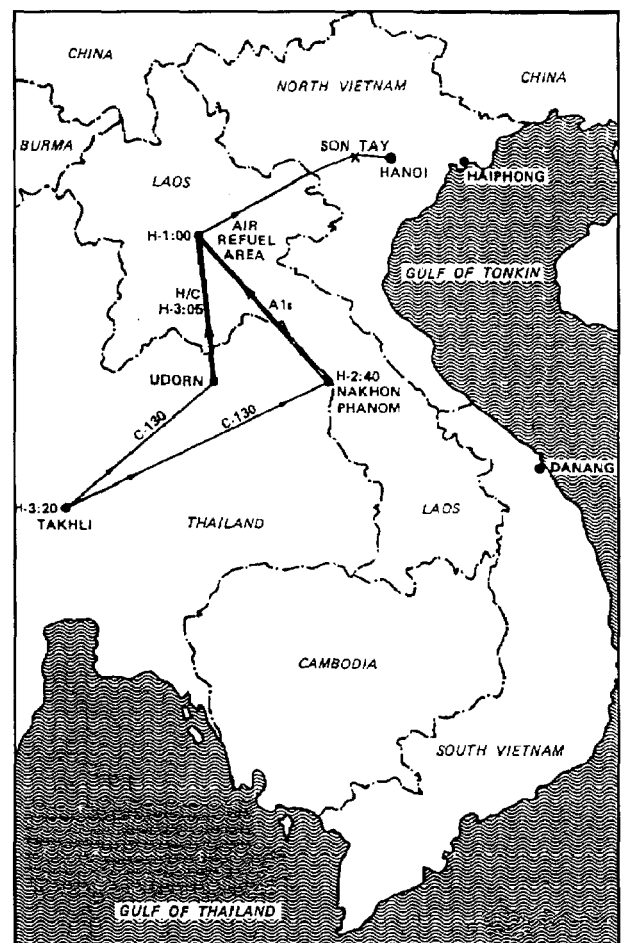 CHINA
NORTH VIETNAM
CHINA
BURMA
SON TAY
HANOI
HAIPHONG
LAOS
H-1:00
AIR
REFUEL
AREA
GULF OF TONKIN
H/C
H-3:05
A1s
UDORN
H-2:40
NAKHON
PHANOM
C-130
C-130
DANANG
H-3:20
TAKHLI
THAILAND
LAOS
CAMBODIA
SOUTH VIETNAM
GULF OF THAILAND